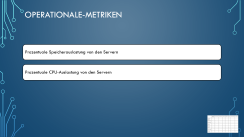 OPERATIONALE-METRIKEN
Prozentuale Speicherauslastung von den Servern
Prozentuale CPU-Auslastung von den Servern